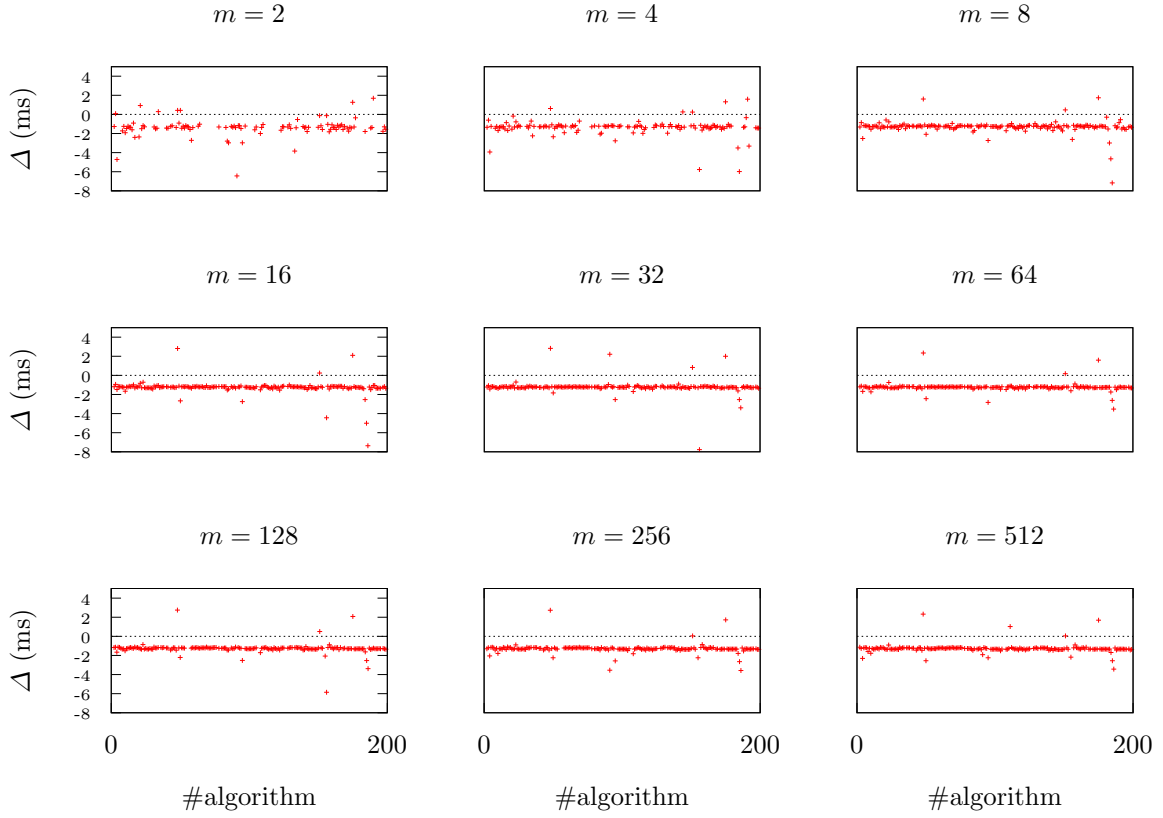 m = 2 m = 4 m = 8
4
2
0
-2
-4
-6
-8
Δ (ms)
m = 16 m = 32 m = 64
4
2
0
-2
-4
-6
-8
Δ (ms)
m = 128 m = 256 m = 512
4
2
0
-2
-4
-6
-8
Δ (ms)
0 200 0 200 0 200
#algorithm #algorithm #algorithm